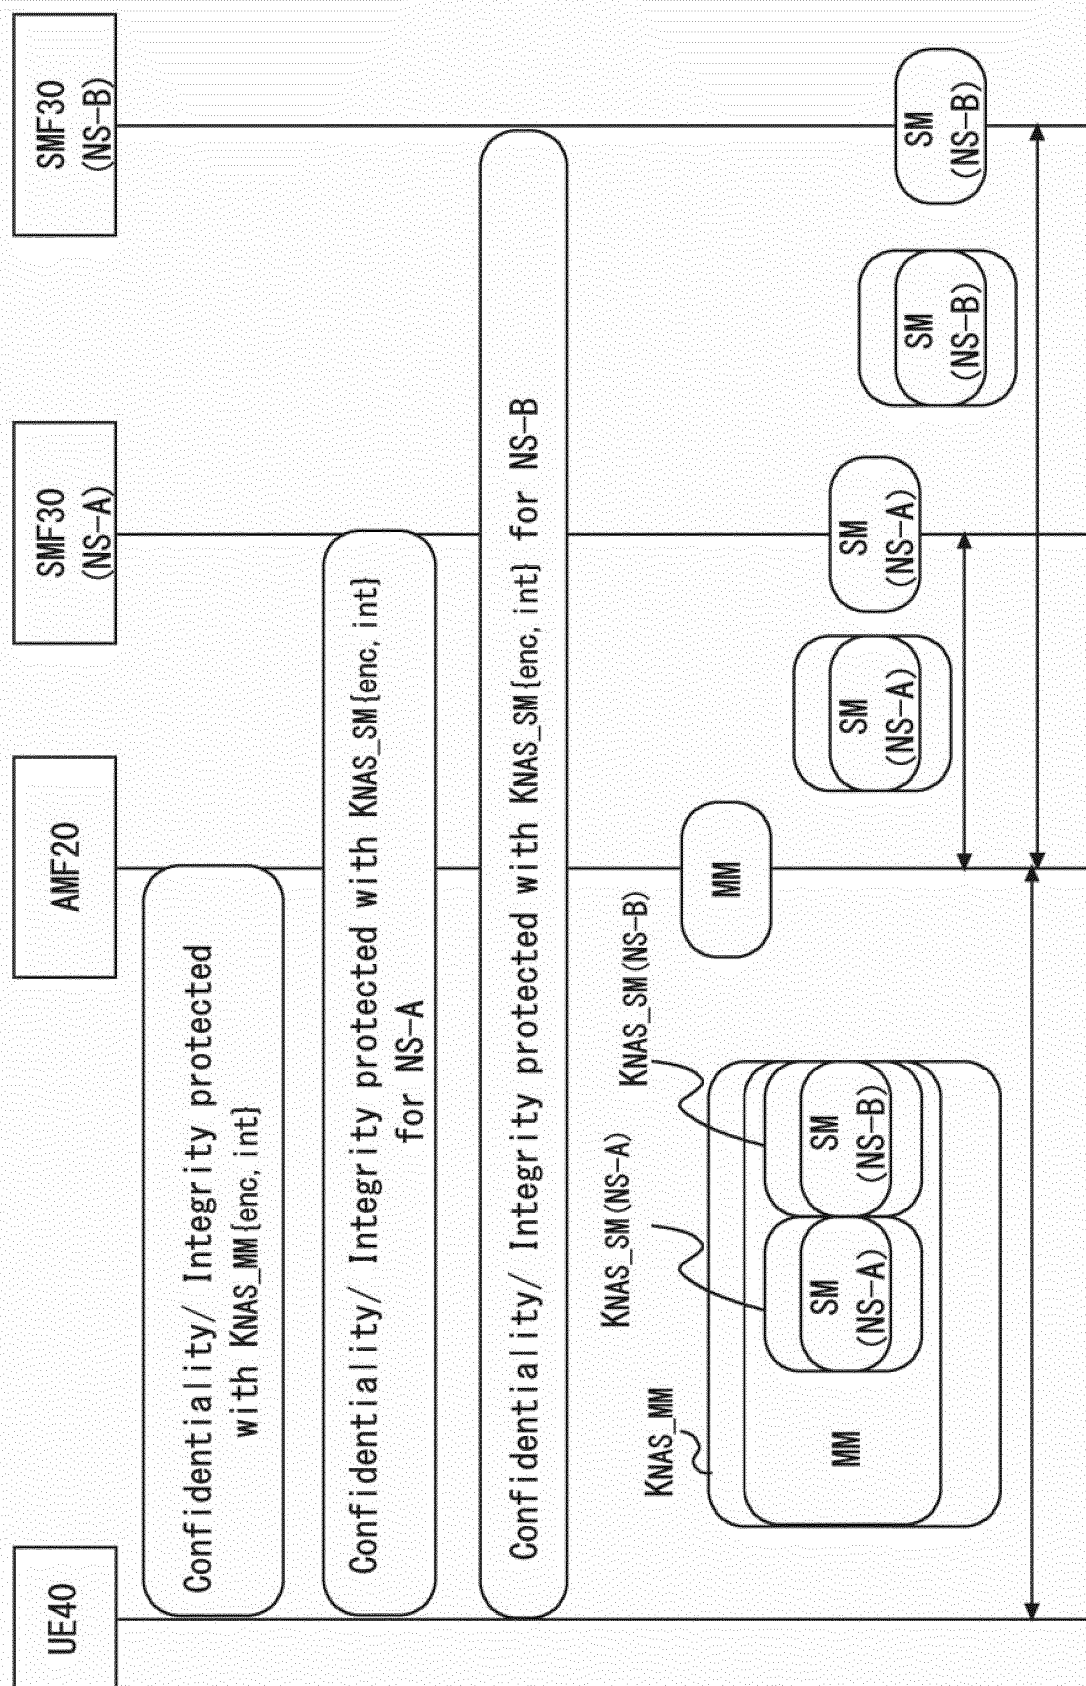 UE40
AMF20
SMF30
(NS-A)
SMF30
(NS-B)
Confidentiality/ Integrity protected
with KNAS_MM{enc, int}
Confidentiality/ Integrity protected with KNAS_SM{enc, int}
for NS-A
Confidentiality/ Integrity protected with KNAS_SM{enc, int} for NS-B
KNAS_MM
KNAS_SM(NS-A)
KNAS_SM(NS-B)
MM
SM
(NS-A)
SM
(NS-B)
MM
SM
(NS-A)
SM
(NS-A)
SM
(NS-B)
SM
(NS-B)